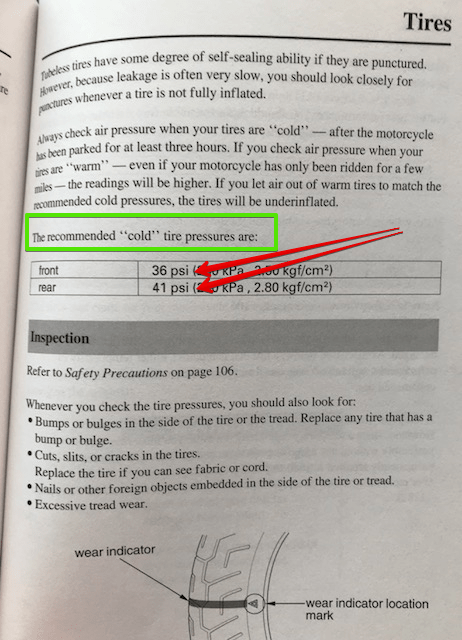 Tires
Tubeless tires have some degree of self-sealing ability if they are punctured.
However, because leakage is often very slow, you should look closely for
punctures whenever a tire is not fully inflated.
Always check air pressure when your tires are “cold” — after the motorcycle
has been parked for at least three hours. If you check air pressure when your
tires are “warm” — even if your motorcycle has only been ridden for a few
miles — the readings will be higher. If you let air out of warm tires to match the
recommended cold pressures, the tires will be underinflated.
The recommended “cold” tire pressures are:
front 36 psi ( kPa , 2.50 kgf/cm²)
rear 41 psi ( kPa , 2.80 kgf/cm²)
Inspection
Refer to Safety Precautions on page 106.
Whenever you check the tire pressures, you should also look for:
• Bumps or bulges in the side of the tire or the tread. Replace any tire that has a
bump or bulge.
• Cuts, slits, or cracks in the tires.
Replace the tire if you can see fabric or cord.
• Nails or other foreign objects embedded in the side of the tire or tread.
• Excessive tread wear.
wear indicator
wear indicator location
mark